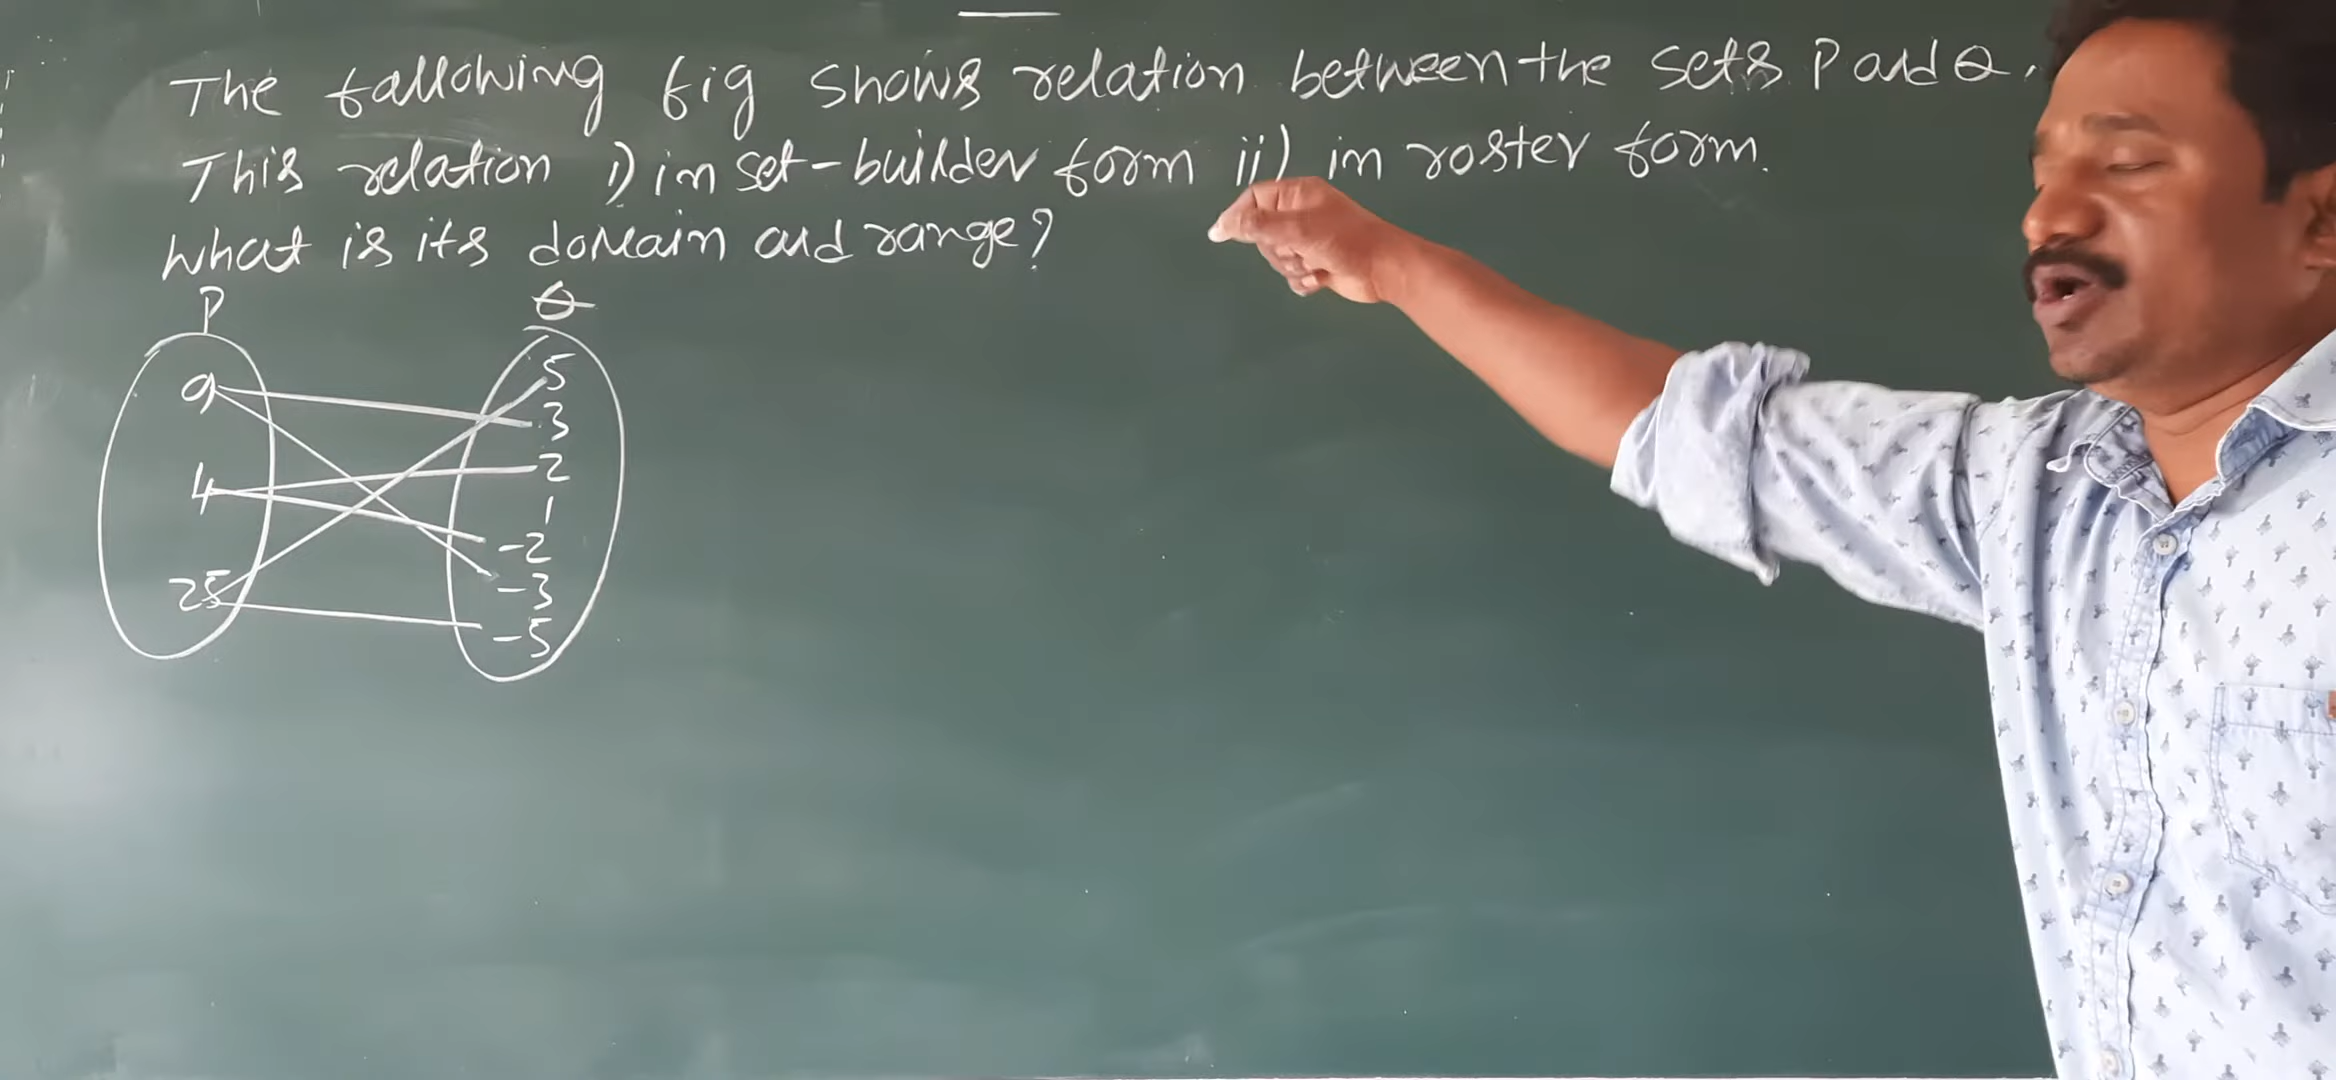 The fallowing fig shows relation between the sets P and Q.
This relation i) in set-builder form ii) in roster form.
What is its domain and range?
P Q
9
4
25
5
3
2
1
-2
-3
-5